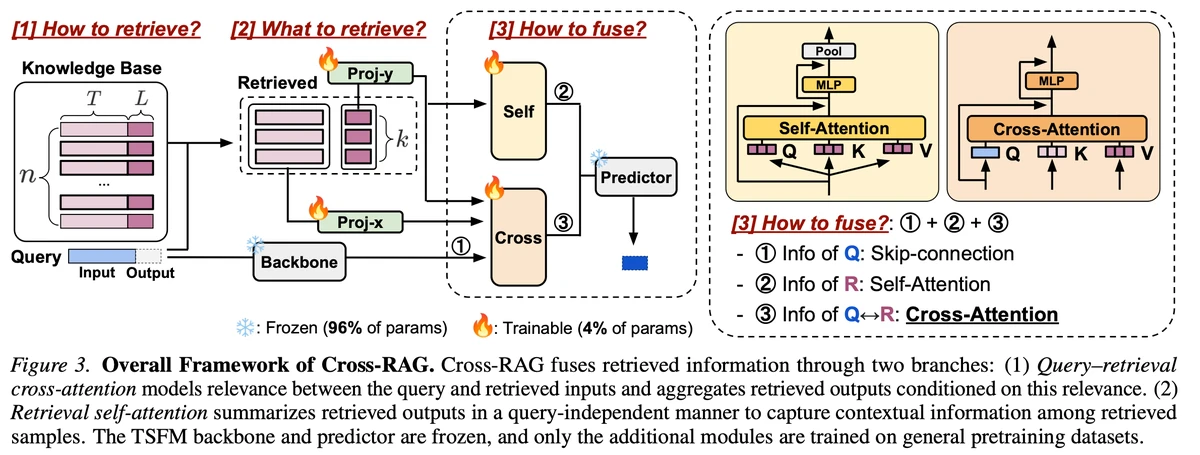 [1] How to retrieve?
Knowledge Base
T
L
n
...
Query
Input
Output
[2] What to retrieve?
Proj-y
Retrieved
k
Proj-x
Backbone
❄: Frozen (96% of params)
🔥: Trainable (4% of params)
[3] How to fuse?
Self
②
Predictor
Cross
③
①
Pool
MLP
Self-Attention
Q
K
V
MLP
Cross-Attention
Q
K
V
[3] How to fuse?: ① + ② + ③
- ① Info of Q: Skip-connection
- ② Info of R: Self-Attention
- ③ Info of Q↔R: Cross-Attention
Figure 3. Overall Framework of Cross-RAG. Cross-RAG fuses retrieved information through two branches: (1) Query–retrieval
cross-attention models relevance between the query and retrieved inputs and aggregates retrieved outputs conditioned on this relevance. (2)
Retrieval self-attention summarizes retrieved outputs in a query-independent manner to capture contextual information among retrieved
samples. The TSFM backbone and predictor are frozen, and only the additional modules are trained on general pretraining datasets.